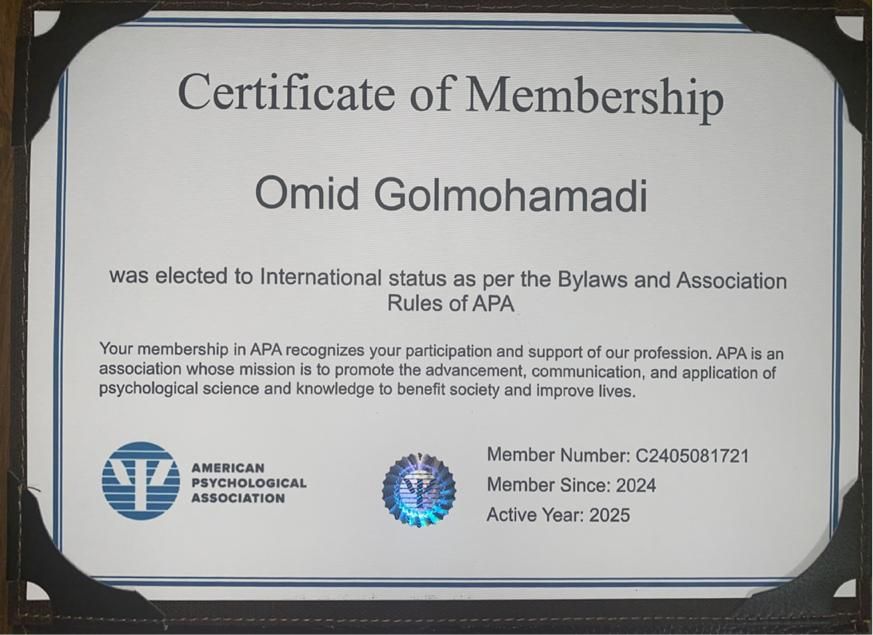 Certificate of Membership
Omid Golmohamadi
was elected to International status as per the Bylaws and Association
Rules of APA
Your membership in APA recognizes your participation and support of our profession. APA is an
association whose mission is to promote the advancement, communication, and application of
psychological science and knowledge to benefit society and improve lives.
AMERICAN
PSYCHOLOGICAL
ASSOCIATION
Member Number: C2405081721
Member Since: 2024
Active Year: 2025